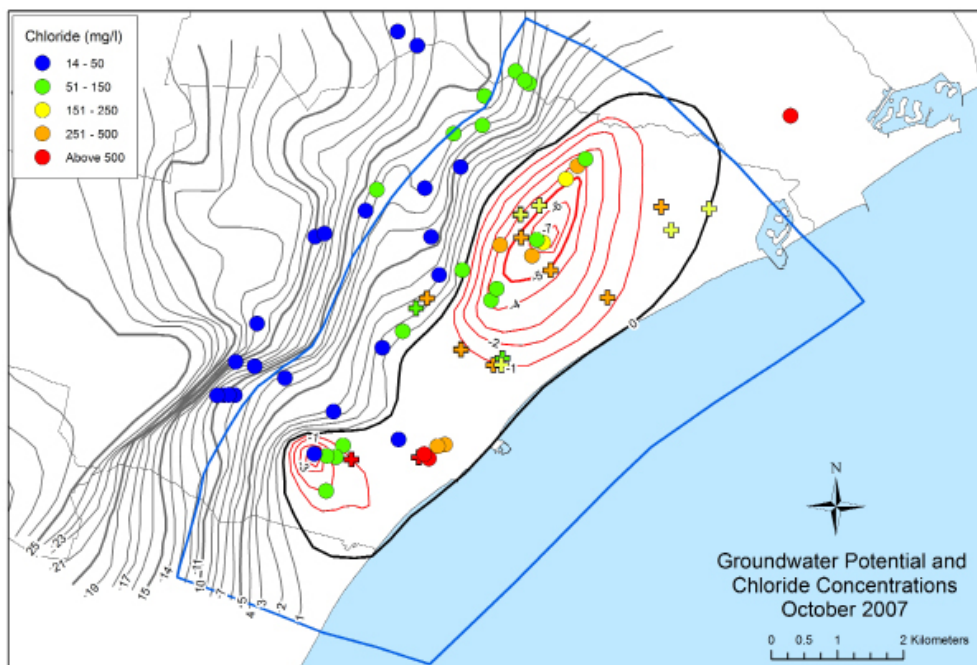 Chloride (mg/l)
14 - 50
51 - 150
151 - 250
251 - 500
Above 500
-7
-5
-4
-2
-1
0
-1
25
-23
-21
-19
-17
15
-14
-11
10
-7
-5
4
3
2
1
N
Groundwater Potential and
Chloride Concentrations
October 2007
0 0.5 1 2 Kilometers